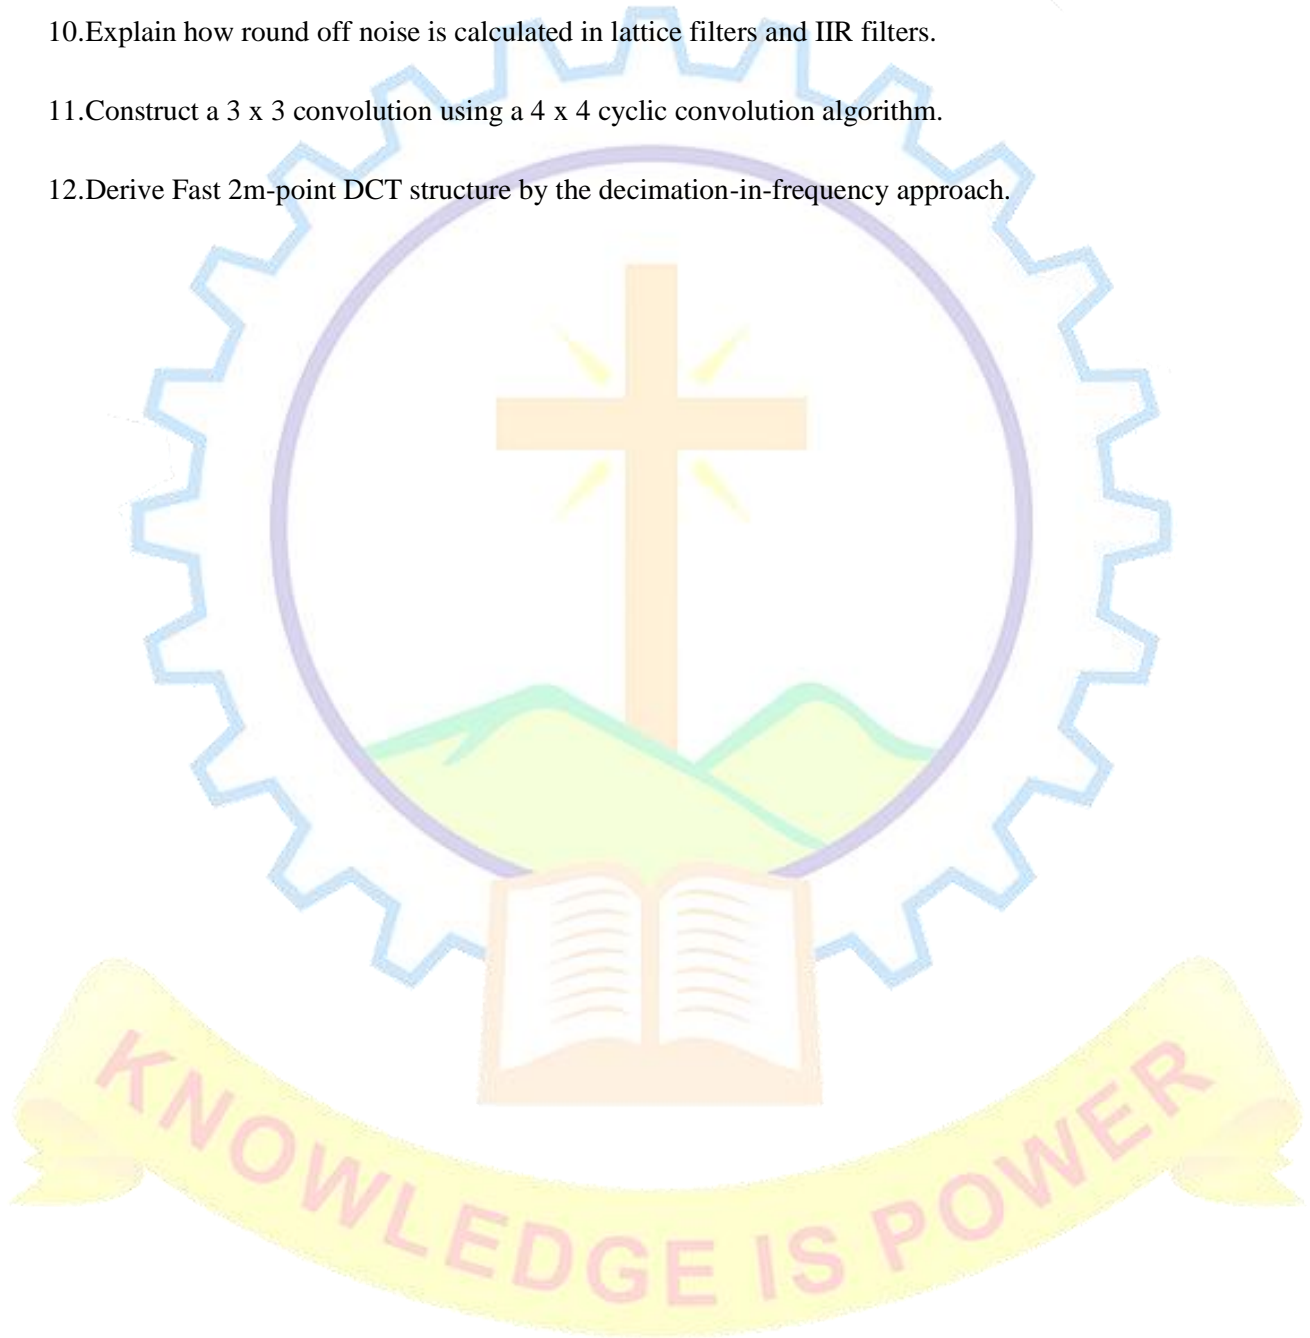 10.Explain how round off noise is calculated in lattice filters and IIR filters.
11.Construct a 3 x 3 convolution using a 4 x 4 cyclic convolution algorithm.
12.Derive Fast 2m-point DCT structure by the decimation-in-frequency approach.
KNOWLEDGE IS POWER